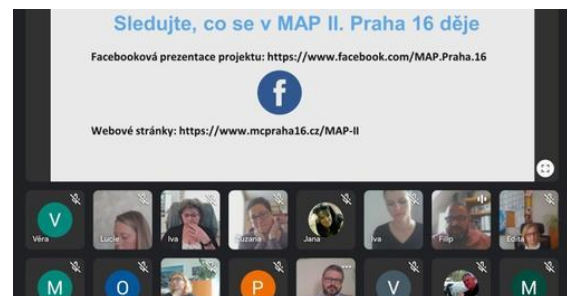 Sledujte, co se v MAP II. Praha 16 děje
Facebooková prezentace projektu: https://www.facebook.com/MAP.Praha.16
f
Webové stránky: https://www.mcpraha16.cz/MAP-II
V
Věra
Lucie
Iva
Zuzana
Jana
Iva
Filip
Edita
M
O
P
V
M